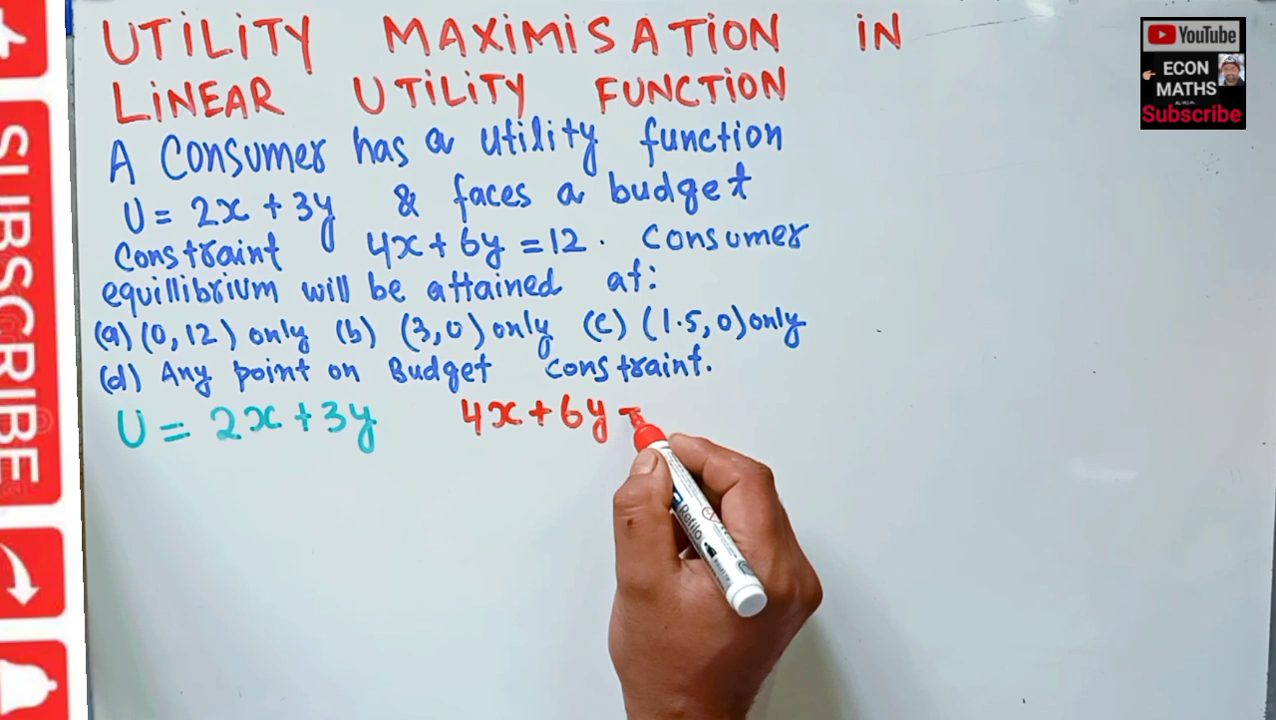 UTILITY MAXIMISATION IN
LINEAR UTILITY FUNCTION
A Consumer has a utility function
U = 2x + 3y & faces a budget
Constraint 4x + 6y = 12. Consumer
equillibrium will be attained at:
(a) (0, 12) only (b) (3, 0) only (c) (1.5, 0) only
(d) Any point on Budget constraint.
U = 2x + 3y 4x + 6y =
SUBSCRIBE
YouTube
ECON
MATHS
Subscribe